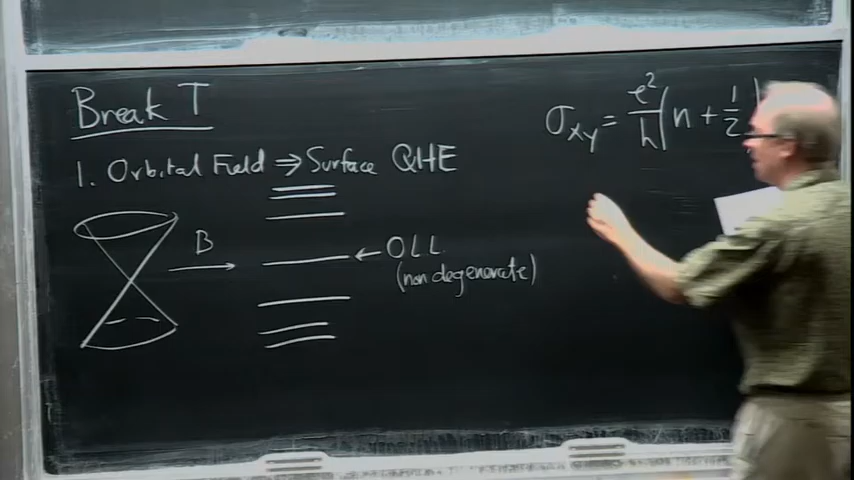 Break T
1. Orbital Field ⇒ Surface QHE
B
← OLL
(non degenerate)
σxy = e²/h (n + 1/2)